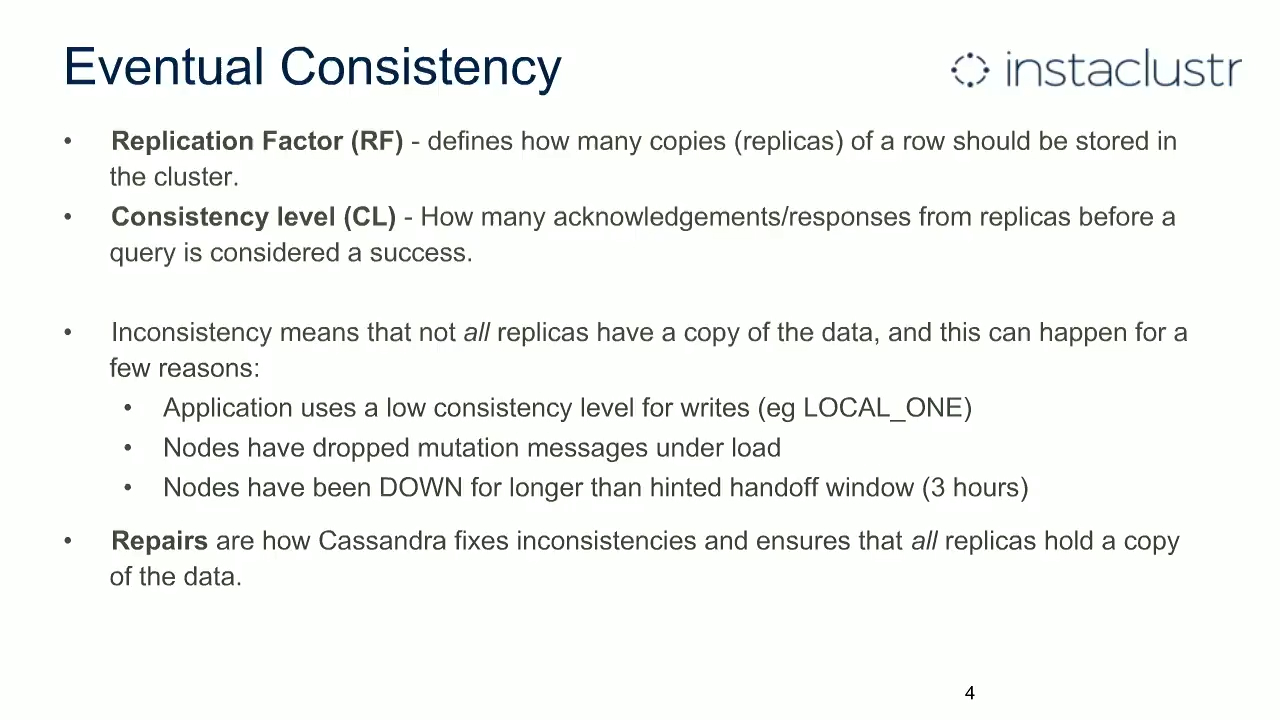 Eventual Consistency
instaclustr
• Replication Factor (RF) - defines how many copies (replicas) of a row should be stored in
the cluster.
• Consistency level (CL) - How many acknowledgements/responses from replicas before a
query is considered a success.
• Inconsistency means that not all replicas have a copy of the data, and this can happen for a
few reasons:
• Application uses a low consistency level for writes (eg LOCAL_ONE)
• Nodes have dropped mutation messages under load
• Nodes have been DOWN for longer than hinted handoff window (3 hours)
• Repairs are how Cassandra fixes inconsistencies and ensures that all replicas hold a copy
of the data.
4